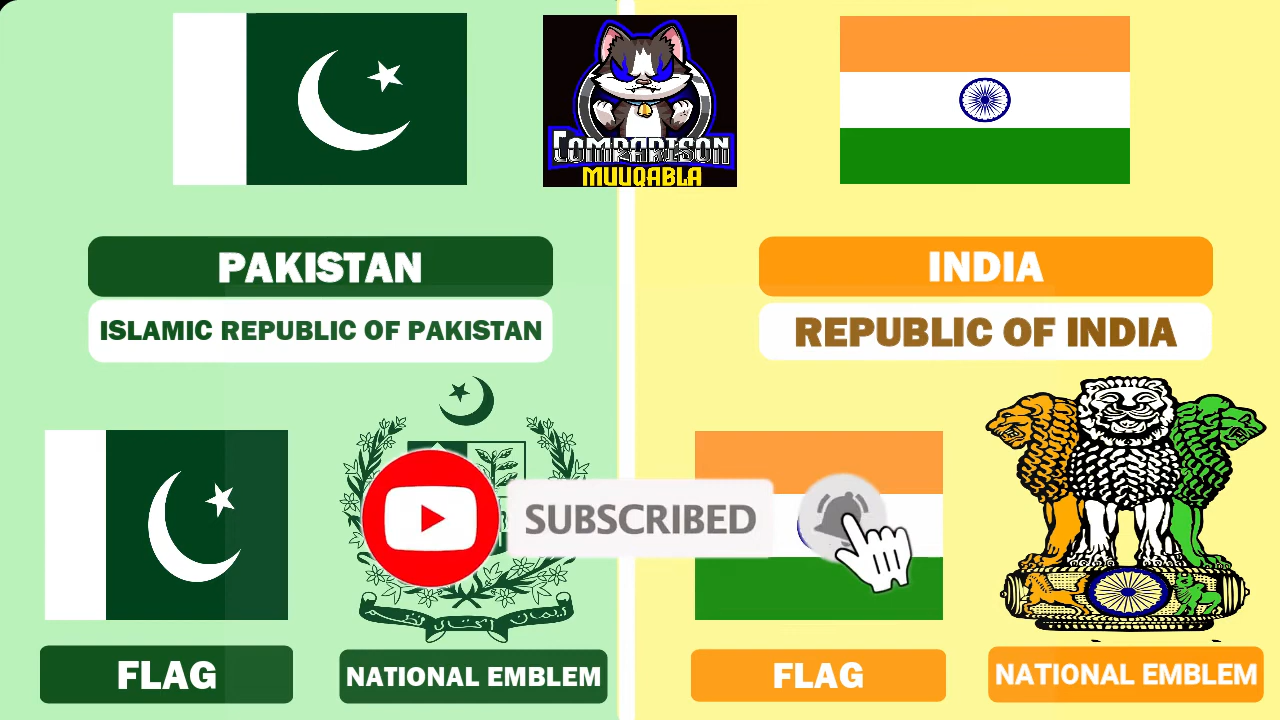 COMPARISON
MUUQABLA
PAKISTAN
INDIA
ISLAMIC REPUBLIC OF PAKISTAN
REPUBLIC OF INDIA
SUBSCRIBED
FLAG
NATIONAL EMBLEM
FLAG
NATIONAL EMBLEM